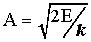 A = √2E/k